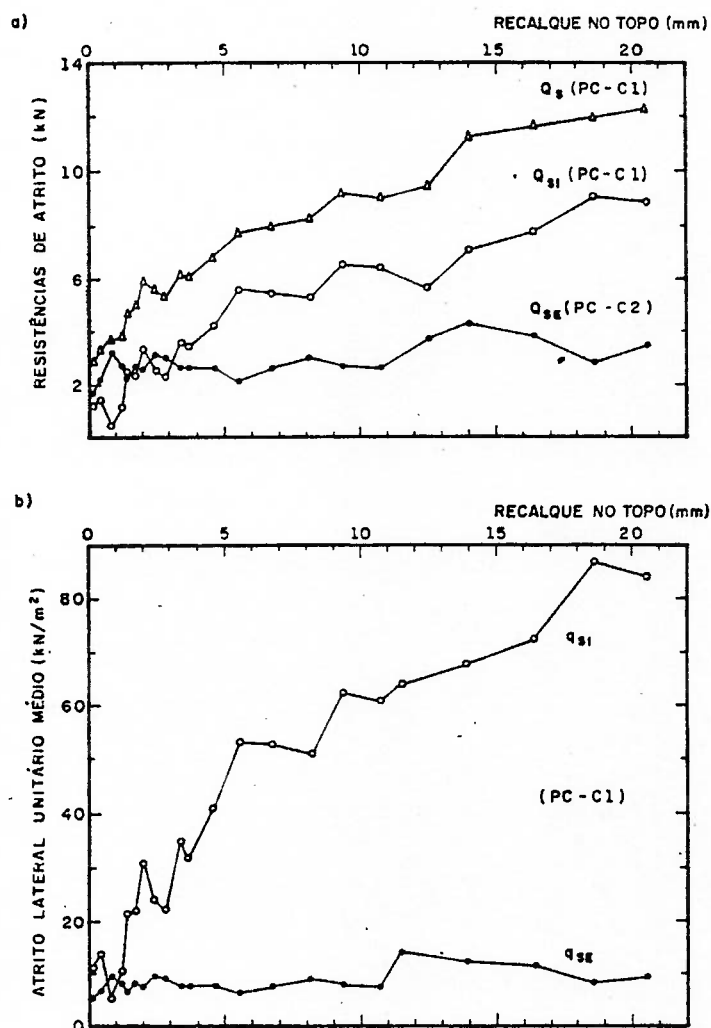 a)
RECALQUE NO TOPO (mm)
0 5 10 15 20
14
10
6
2
RESISTÊNCIAS DE ATRITO (kN)
Qs (PC-C1)
QSI (PC-C1)
QSE (PC-C2)
b)
RECALQUE NO TOPO (mm)
0 5 10 15 20
80
60
40
20
0
ATRITO LATERAL UNITÁRIO MÉDIO (kN/m²)
qSI
(PC-C1)
qSE